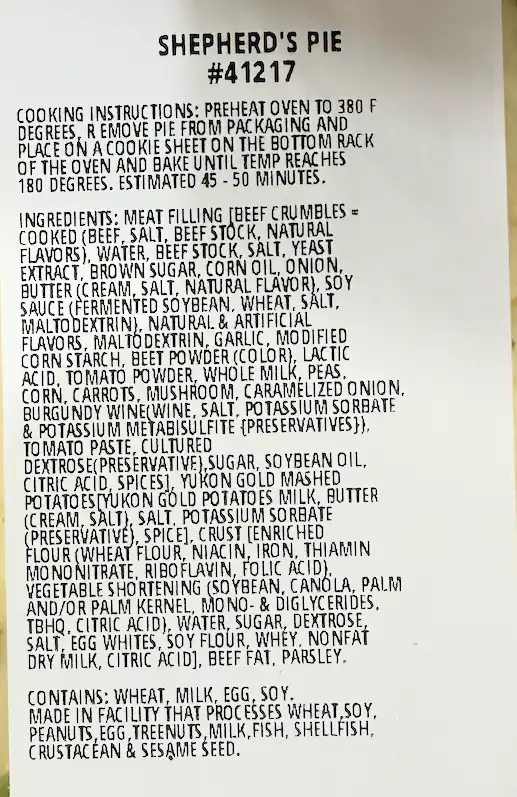 SHEPHERD'S PIE
#41217
COOKING INSTRUCTIONS: PREHEAT OVEN TO 380 F
DEGREES, R EMOVE PIE FROM PACKAGING AND
PLACE ON A COOKIE SHEET ON THE BOTTOM RACK
OF THE OVEN AND BAKE UNTIL TEMP REACHES
180 DEGREES. ESTIMATED 45 - 50 MINUTES.
INGREDIENTS: MEAT FILLING [BEEF CRUMBLES =
COOKED (BEEF, SALT, BEEF STOCK, NATURAL
FLAVORS), WATER, BEEF STOCK, SALT, YEAST
EXTRACT, BROWN SUGAR, CORN OIL, ONION,
BUTTER (CREAM, SALT, NATURAL FLAVOR), SOY
SAUCE (FERMENTED SOYBEAN, WHEAT, SALT,
MALTODEXTRIN), NATURAL & ARTIFICIAL
FLAVORS, MALTODEXTRIN, GARLIC, MODIFIED
CORN STARCH, BEET POWDER (COLOR), LACTIC
ACID, TOMATO POWDER, WHOLE MILK, PEAS,
CORN, CARROTS, MUSHROOM, CARAMELIZED ONION,
BURGUNDY WINE(WINE, SALT, POTASSIUM SORBATE
& POTASSIUM METABISULFITE {PRESERVATIVES}),
TOMATO PASTE, CULTURED
DEXTROSE(PRESERVATIVE),SUGAR, SOYBEAN OIL,
CITRIC ACID, SPICES], YUKON GOLD MASHED
POTATOES[YUKON GOLD POTATOES MILK, BUTTER
(CREAM, SALT), SALT, POTASSIUM SORBATE
(PRESERVATIVE), SPICE], CRUST [ENRICHED
FLOUR (WHEAT FLOUR, NIACIN, IRON, THIAMIN
MONONITRATE, RIBOFLAVIN, FOLIC ACID),
VEGETABLE SHORTENING (SOYBEAN, CANOLA, PALM
AND/OR PALM KERNEL, MONO- & DIGLYCERIDES,
TBHQ, CITRIC ACID), WATER, SUGAR, DEXTROSE,
SALT, EGG WHITES, SOY FLOUR, WHEY, NONFAT
DRY MILK, CITRIC ACID], BEEF FAT, PARSLEY.
CONTAINS: WHEAT, MILK, EGG, SOY.
MADE IN FACILITY THAT PROCESSES WHEAT,SOY,
PEANUTS,EGG,TREENUTS,MILK,FISH, SHELLFISH,
CRUSTACEAN & SESAME SEED.